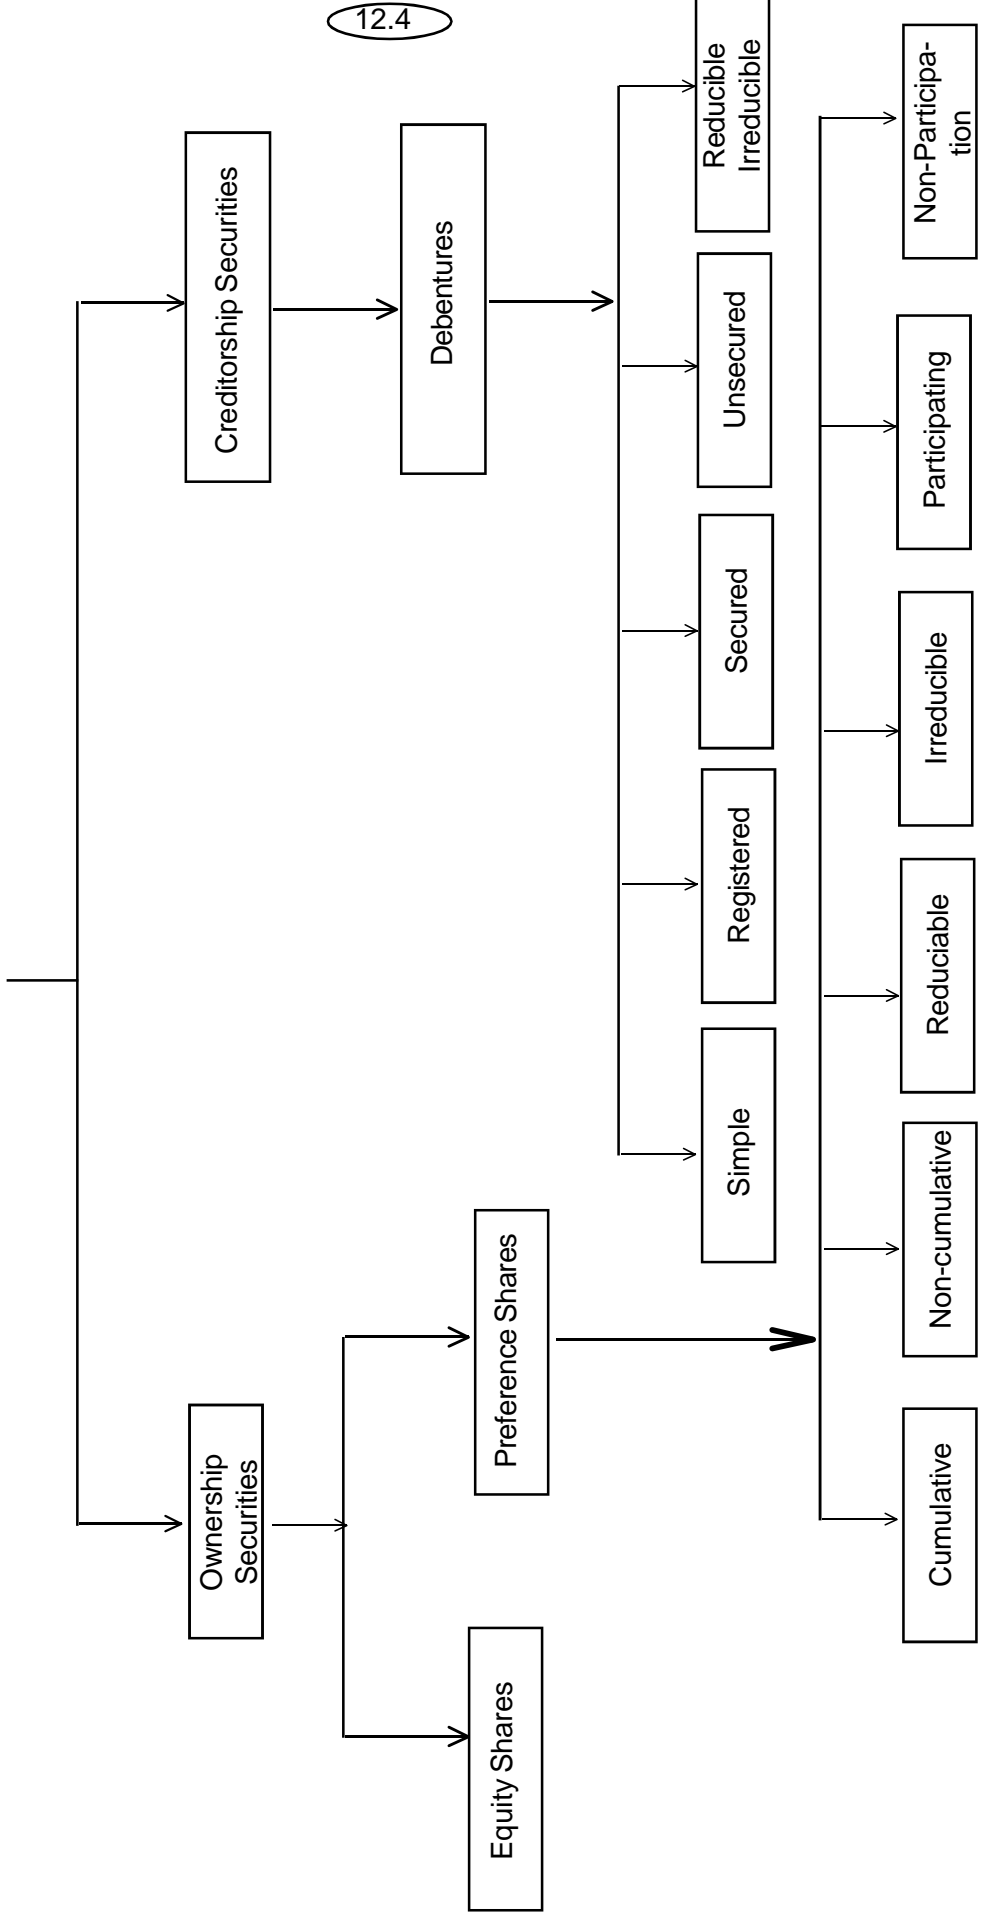 12.4
Ownership
Securities
Creditorship Securities
Debentures
Equity Shares
Preference Shares
Simple
Registered
Secured
Unsecured
Reducible
Irreducible
Cumulative
Non-cumulative
Reduciable
Irreducible
Participating
Non-Participa-
tion